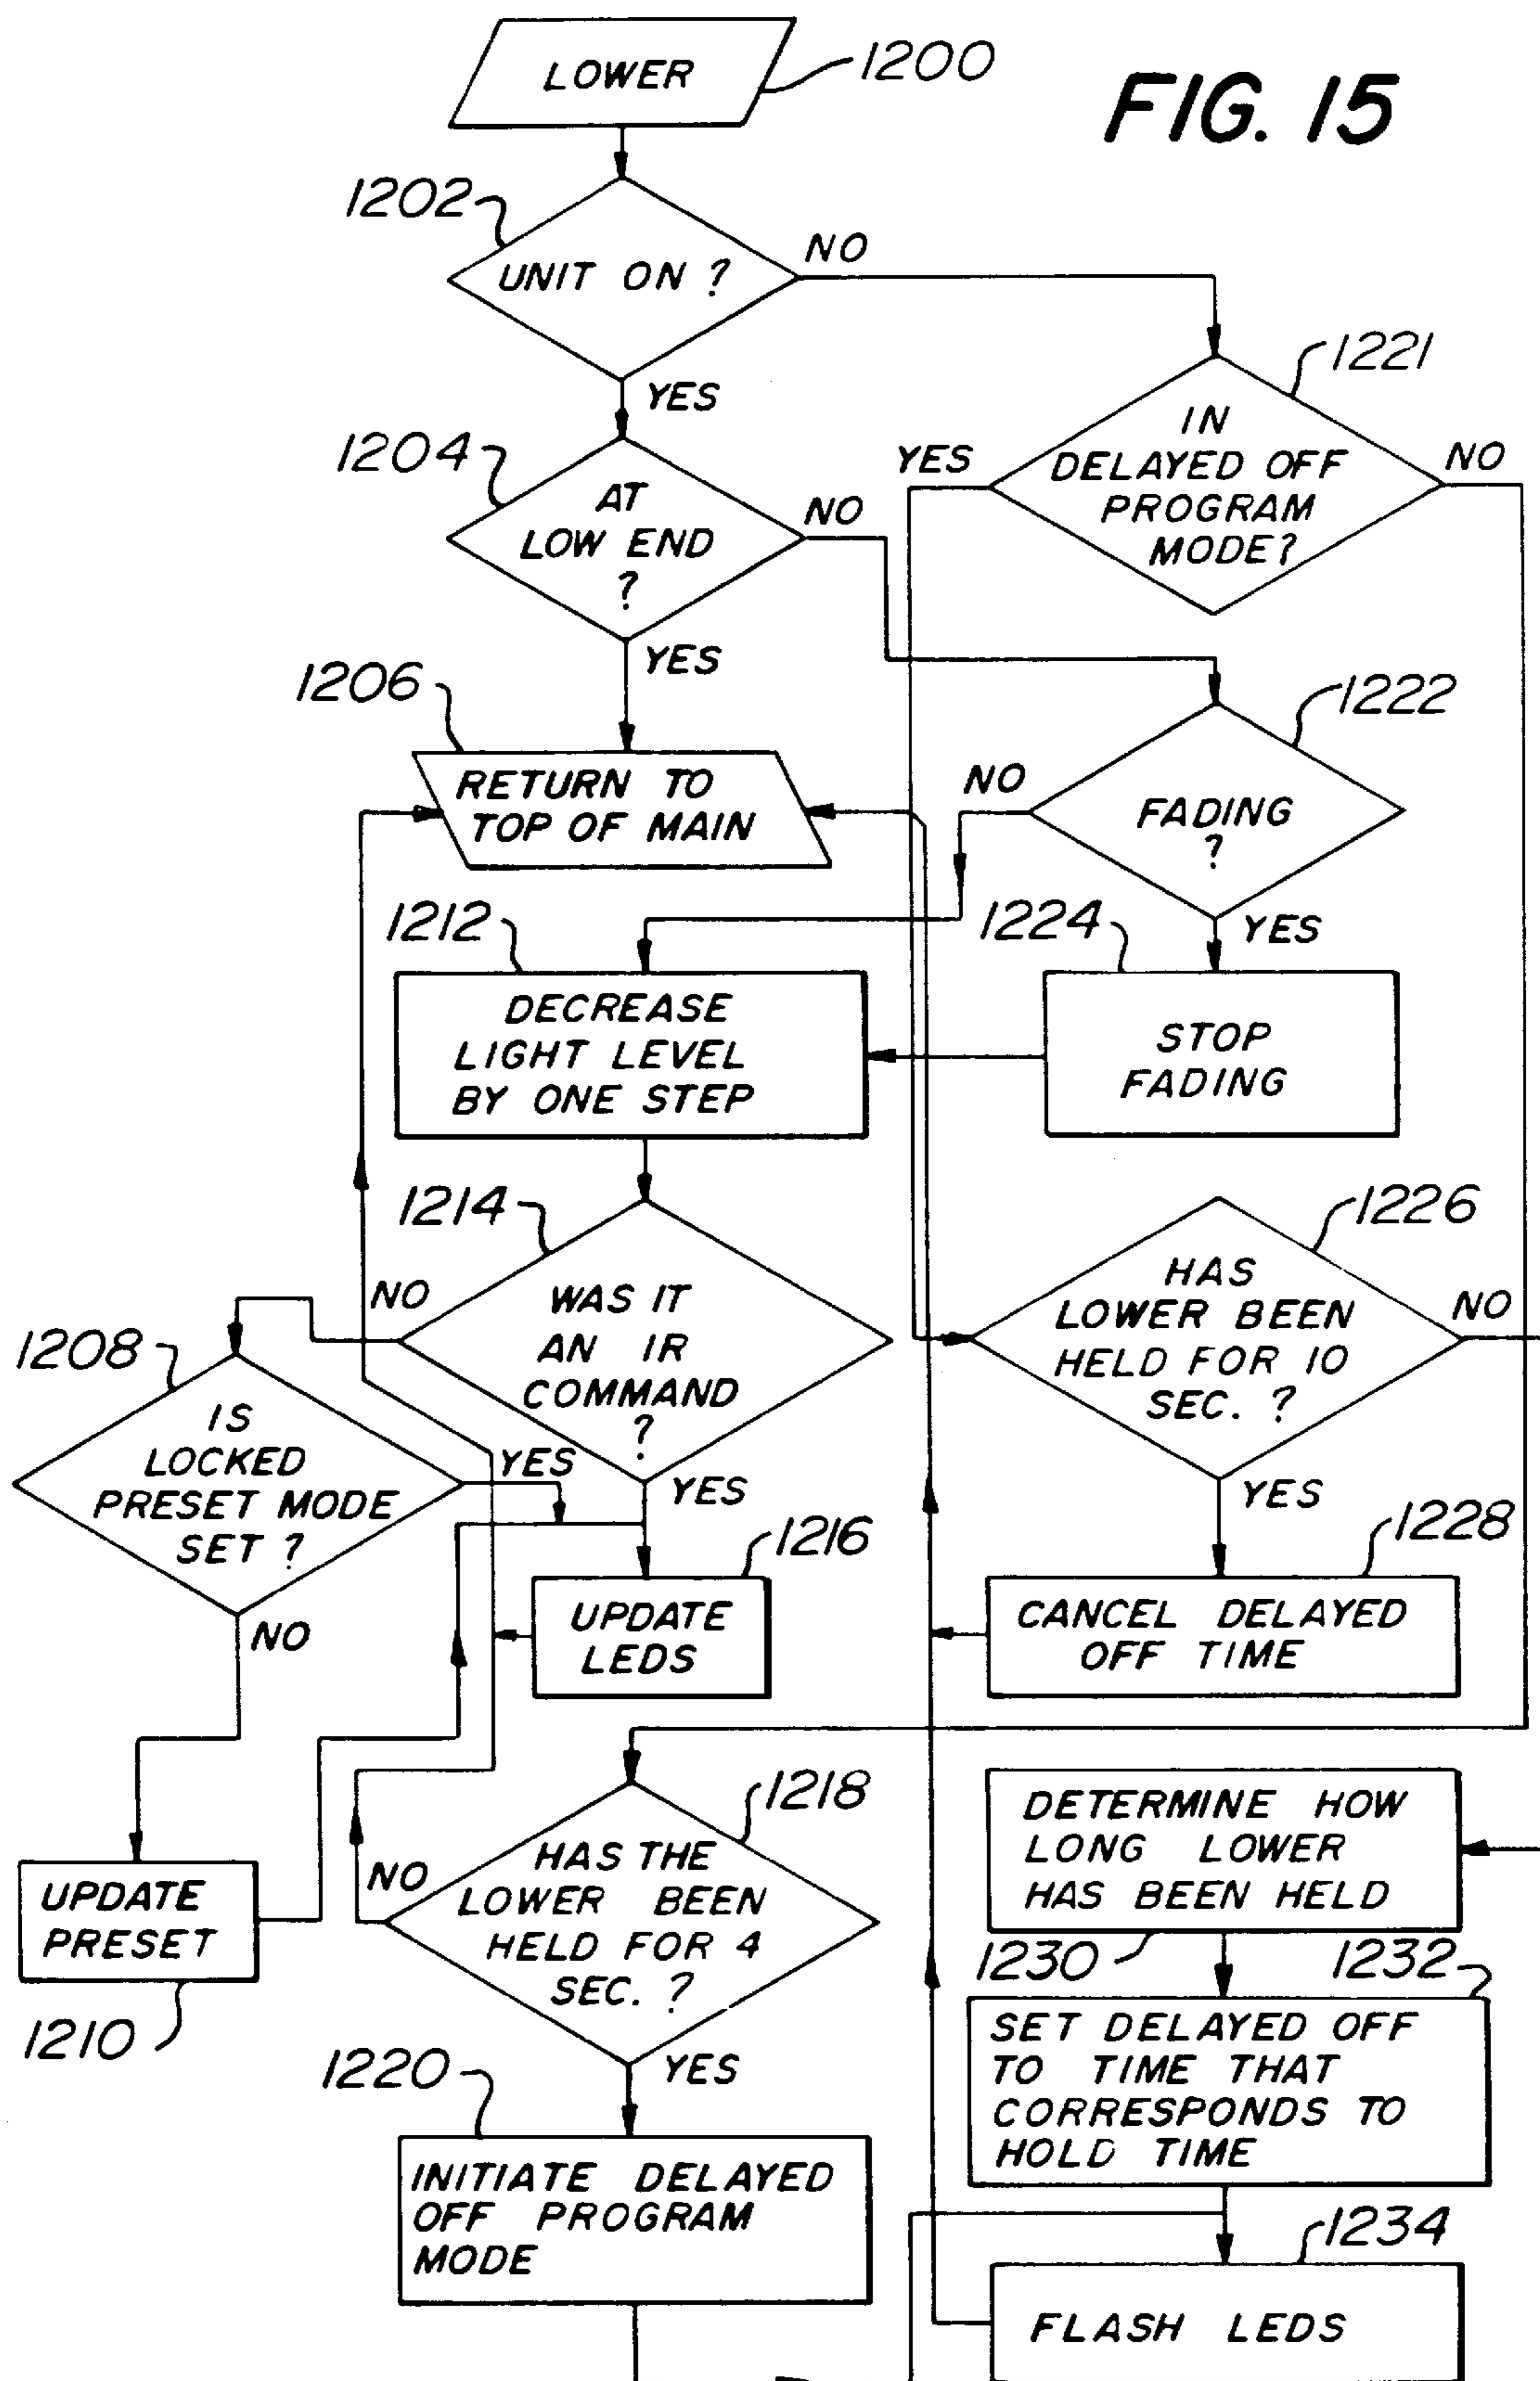 LOWER
1200
FIG. 15
1202
UNIT ON ?
NO
YES
1221
IN
DELAYED OFF
PROGRAM
MODE?
YES
NO
1204
AT
LOW END
?
NO
YES
1206
RETURN TO
TOP OF MAIN
1222
NO
FADING
?
YES
1212
DECREASE
LIGHT LEVEL
BY ONE STEP
1224
STOP
FADING
1214
WAS IT
AN IR
COMMAND
?
NO
YES
1226
HAS
LOWER BEEN
HELD FOR 10
SEC. ?
NO
YES
1208
IS
LOCKED
PRESET MODE
SET ?
YES
NO
1216
UPDATE
LEDS
1228
CANCEL DELAYED
OFF TIME
1218
HAS THE
LOWER BEEN
HELD FOR 4
SEC. ?
NO
YES
DETERMINE HOW
LONG LOWER
HAS BEEN HELD
1230
UPDATE
PRESET
1210
1232
SET DELAYED OFF
TO TIME THAT
CORRESPONDS TO
HOLD TIME
1220
INITIATE DELAYED
OFF PROGRAM
MODE
1234
FLASH LEDS